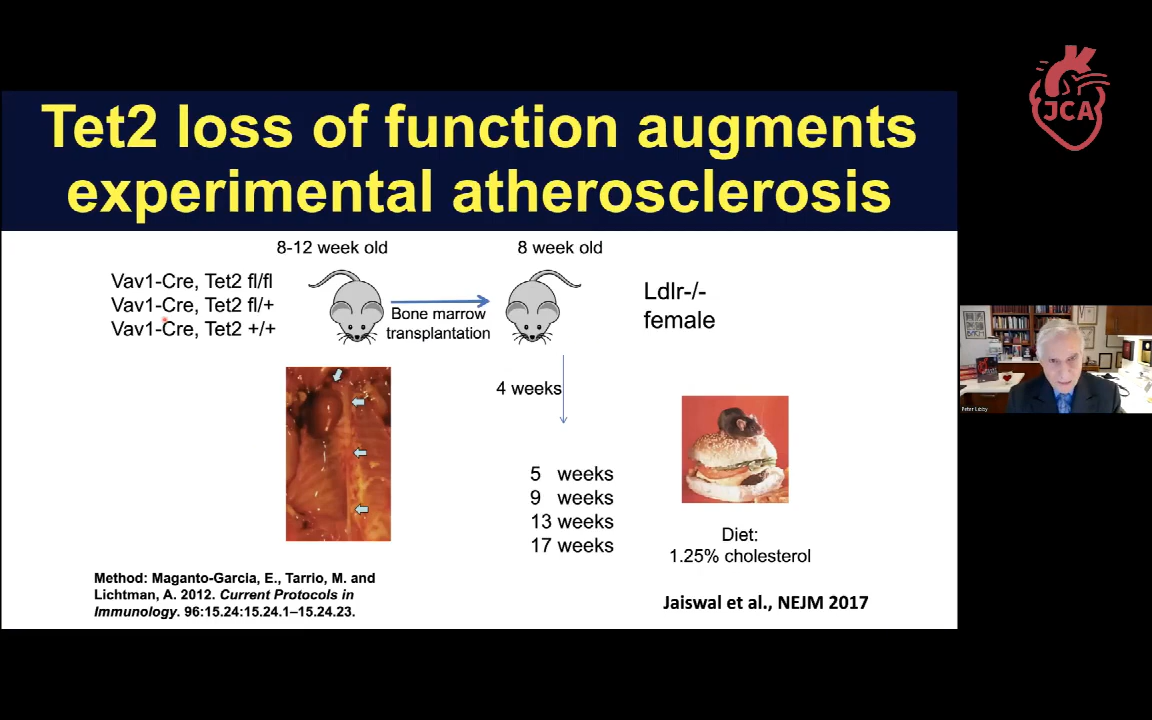 Tet2 loss of function augments
experimental atherosclerosis
JCA
8-12 week old
8 week old
Vav1-Cre, Tet2 fl/fl
Vav1-Cre, Tet2 fl/+
Vav1-Cre, Tet2 +/+
Bone marrow
transplantation
Ldlr-/-
female
4 weeks
5 weeks
9 weeks
13 weeks
17 weeks
Diet:
1.25% cholesterol
Method: Maganto-Garcia, E., Tarrio, M. and
Lichtman, A. 2012. Current Protocols in
Immunology. 96:15.24:15.24.1–15.24.23.
Jaiswal et al., NEJM 2017
Peter Libby